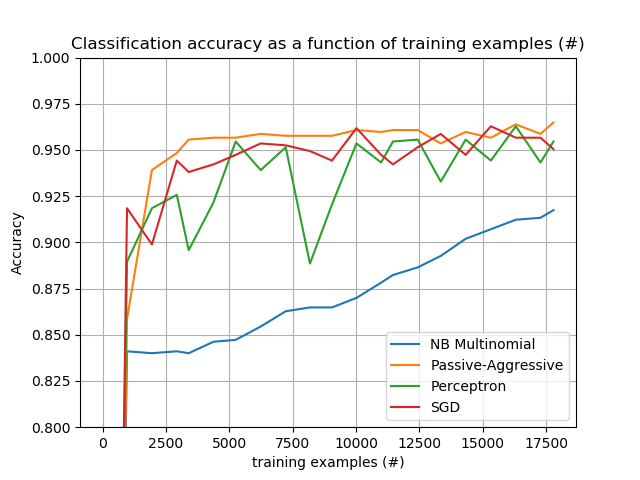 Classification accuracy as a function of training examples (#)
1.000
0.975
0.950
0.925
0.900
0.875
0.850
0.825
0.800
Accuracy
NB Multinomial
Passive-Aggressive
Perceptron
SGD
0 2500 5000 7500 10000 12500 15000 17500
training examples (#)